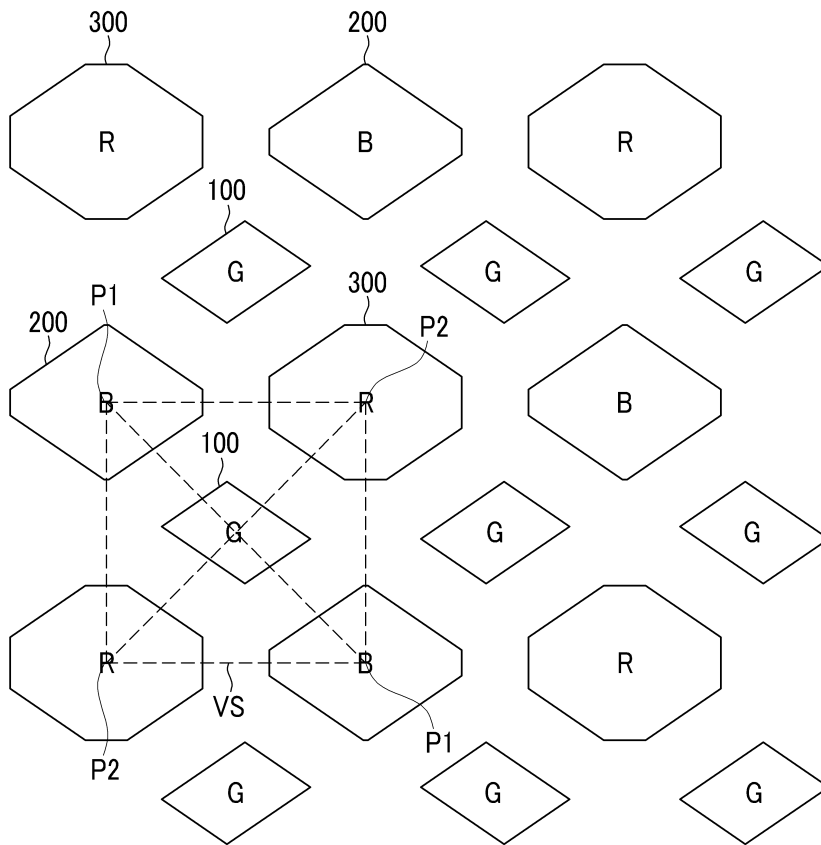 300 200
R B R
100
G G G
P1 300
200 P2
B R B
100
G G G
R B R
VS
P2 P1
G G G